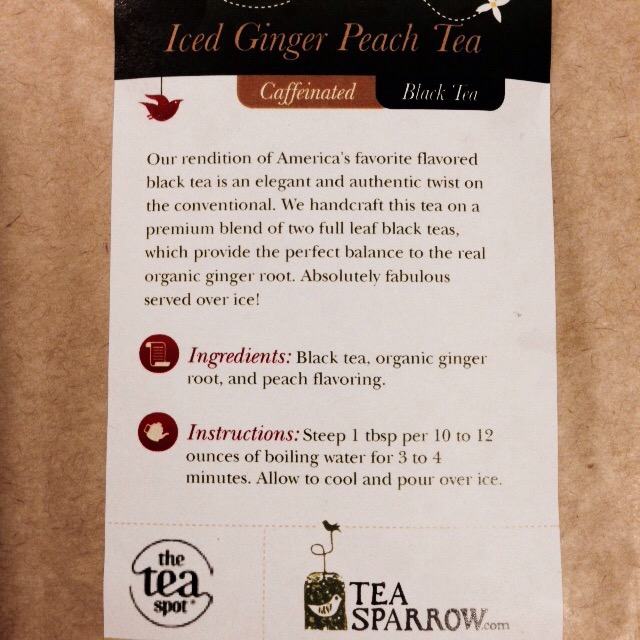 Iced Ginger Peach Tea
Caffeinated Black Tea
Our rendition of America's favorite flavored
black tea is an elegant and authentic twist on
the conventional. We handcraft this tea on a
premium blend of two full leaf black teas,
which provide the perfect balance to the real
organic ginger root. Absolutely fabulous
served over ice!
Ingredients: Black tea, organic ginger
root, and peach flavoring.
Instructions: Steep 1 tbsp per 10 to 12
ounces of boiling water for 3 to 4
minutes. Allow to cool and pour over ice.
the
tea
spot
TEA
SPARROW.com